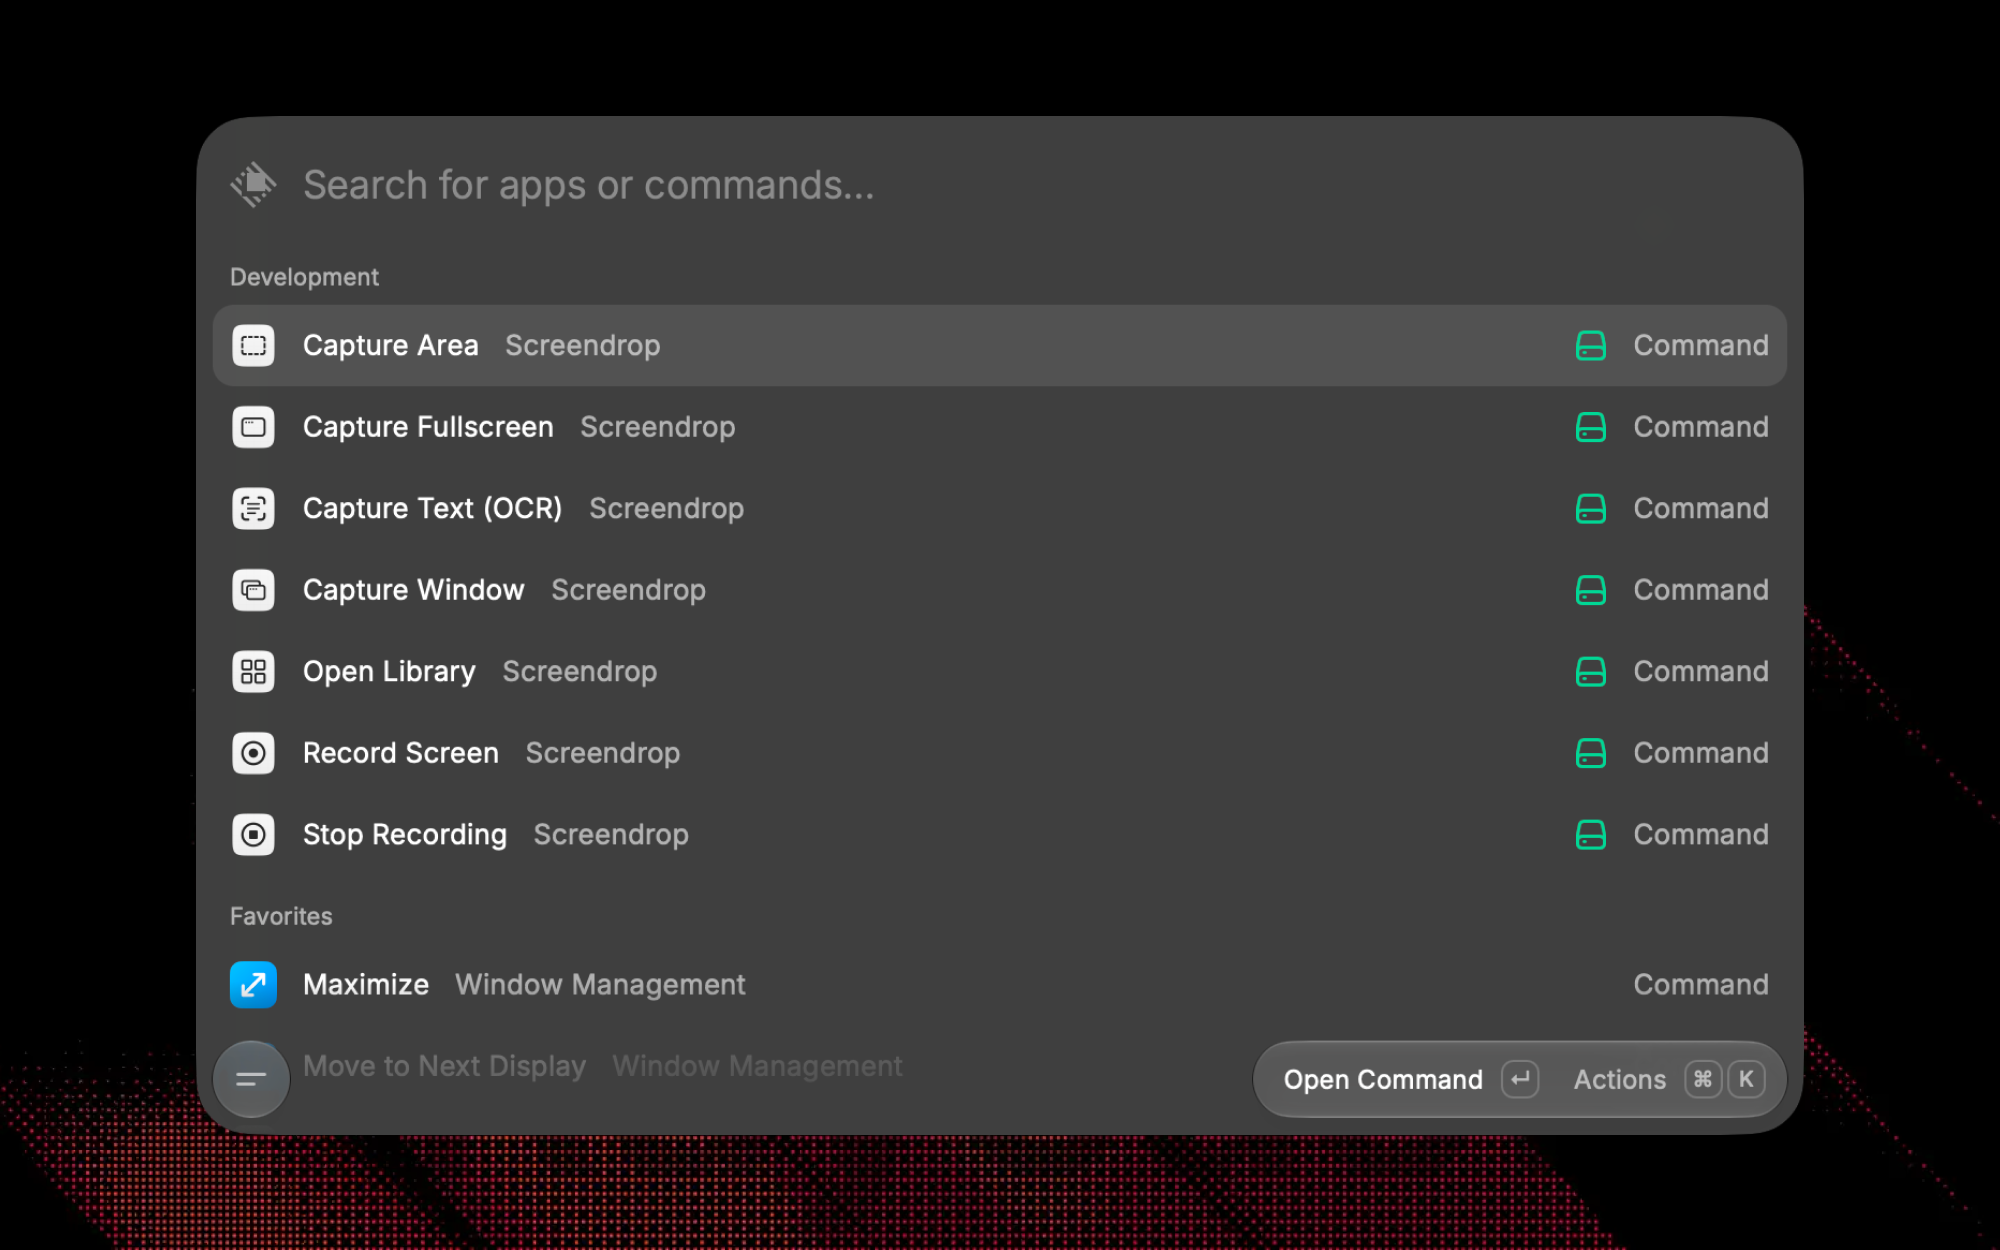 Search for apps or commands...
Development
Capture Area Screendrop Command
Capture Fullscreen Screendrop Command
Capture Text (OCR) Screendrop Command
Capture Window Screendrop Command
Open Library Screendrop Command
Record Screen Screendrop Command
Stop Recording Screendrop Command
Favorites
Maximize Window Management Command
Move to Next Display Window Management
Open Command ↵ Actions ⌘ K